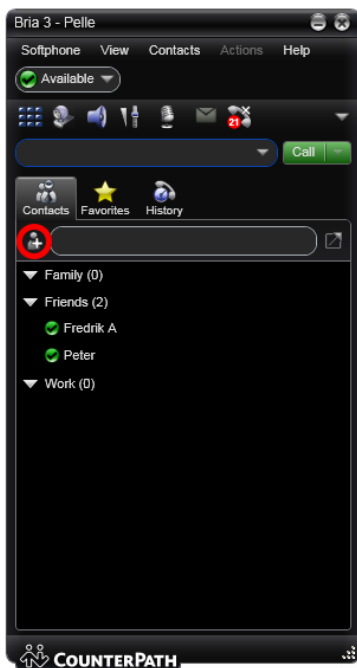 Bria 3 - Pelle
Softphone View Contacts Actions Help
Available
21
Call
Contacts Favorites History
Family (0)
Friends (2)
Fredrik A
Peter
Work (0)
COUNTERPATH